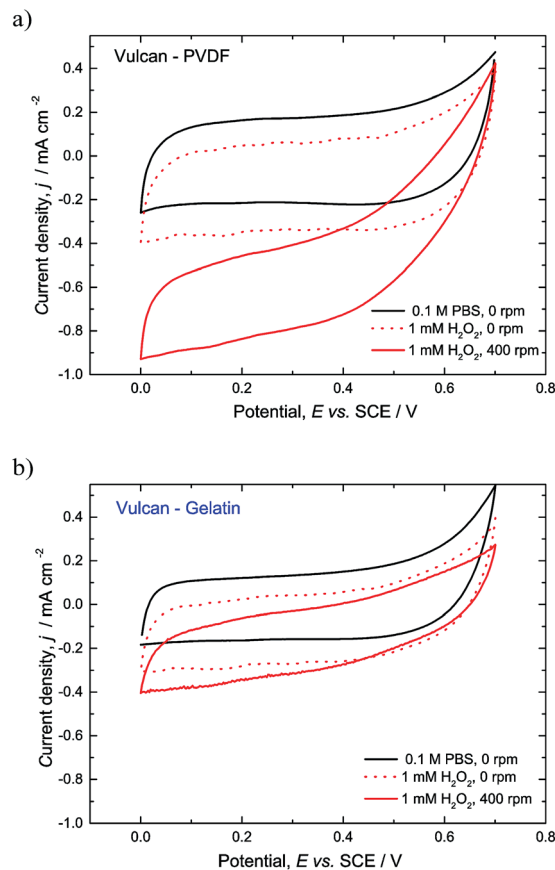 a)
Vulcan - PVDF
0.4
0.2
0.0
-0.2
-0.4
-0.6
-0.8
-1.0
Current density, j / mA cm⁻²
0.1 M PBS, 0 rpm
1 mM H₂O₂, 0 rpm
1 mM H₂O₂, 400 rpm
0.0 0.2 0.4 0.6 0.8
Potential, E vs. SCE / V
b)
Vulcan - Gelatin
0.4
0.2
0.0
-0.2
-0.4
-0.6
-0.8
-1.0
Current density, j / mA cm⁻²
0.1 M PBS, 0 rpm
1 mM H₂O₂, 0 rpm
1 mM H₂O₂, 400 rpm
0.0 0.2 0.4 0.6 0.8
Potential, E vs. SCE / V